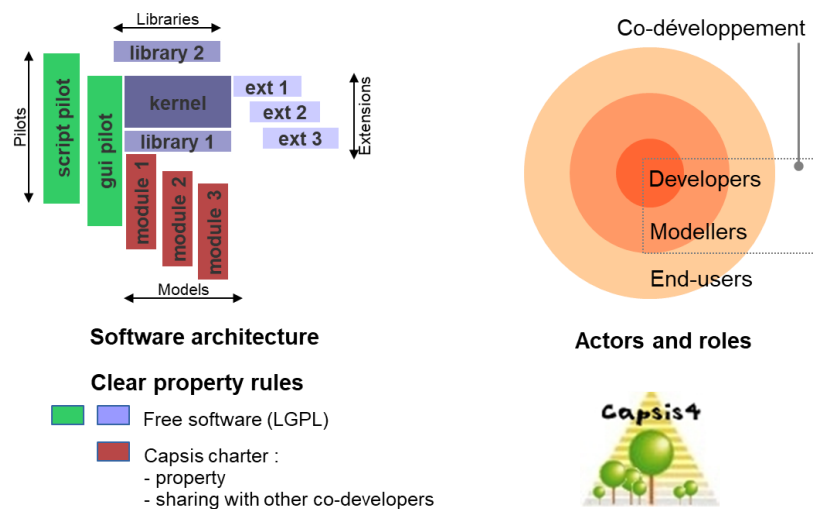 Libraries
library 2
Pilots
script pilot
gui pilot
kernel
library 1
ext 1
ext 2
ext 3
Extensions
module 1
module 2
module 3
Models
Software architecture
Co-développement
Developers
Modellers
End-users
Actors and roles
Clear property rules
Free software (LGPL)
Capsis charter :
- property
- sharing with other co-developers
Capsis4